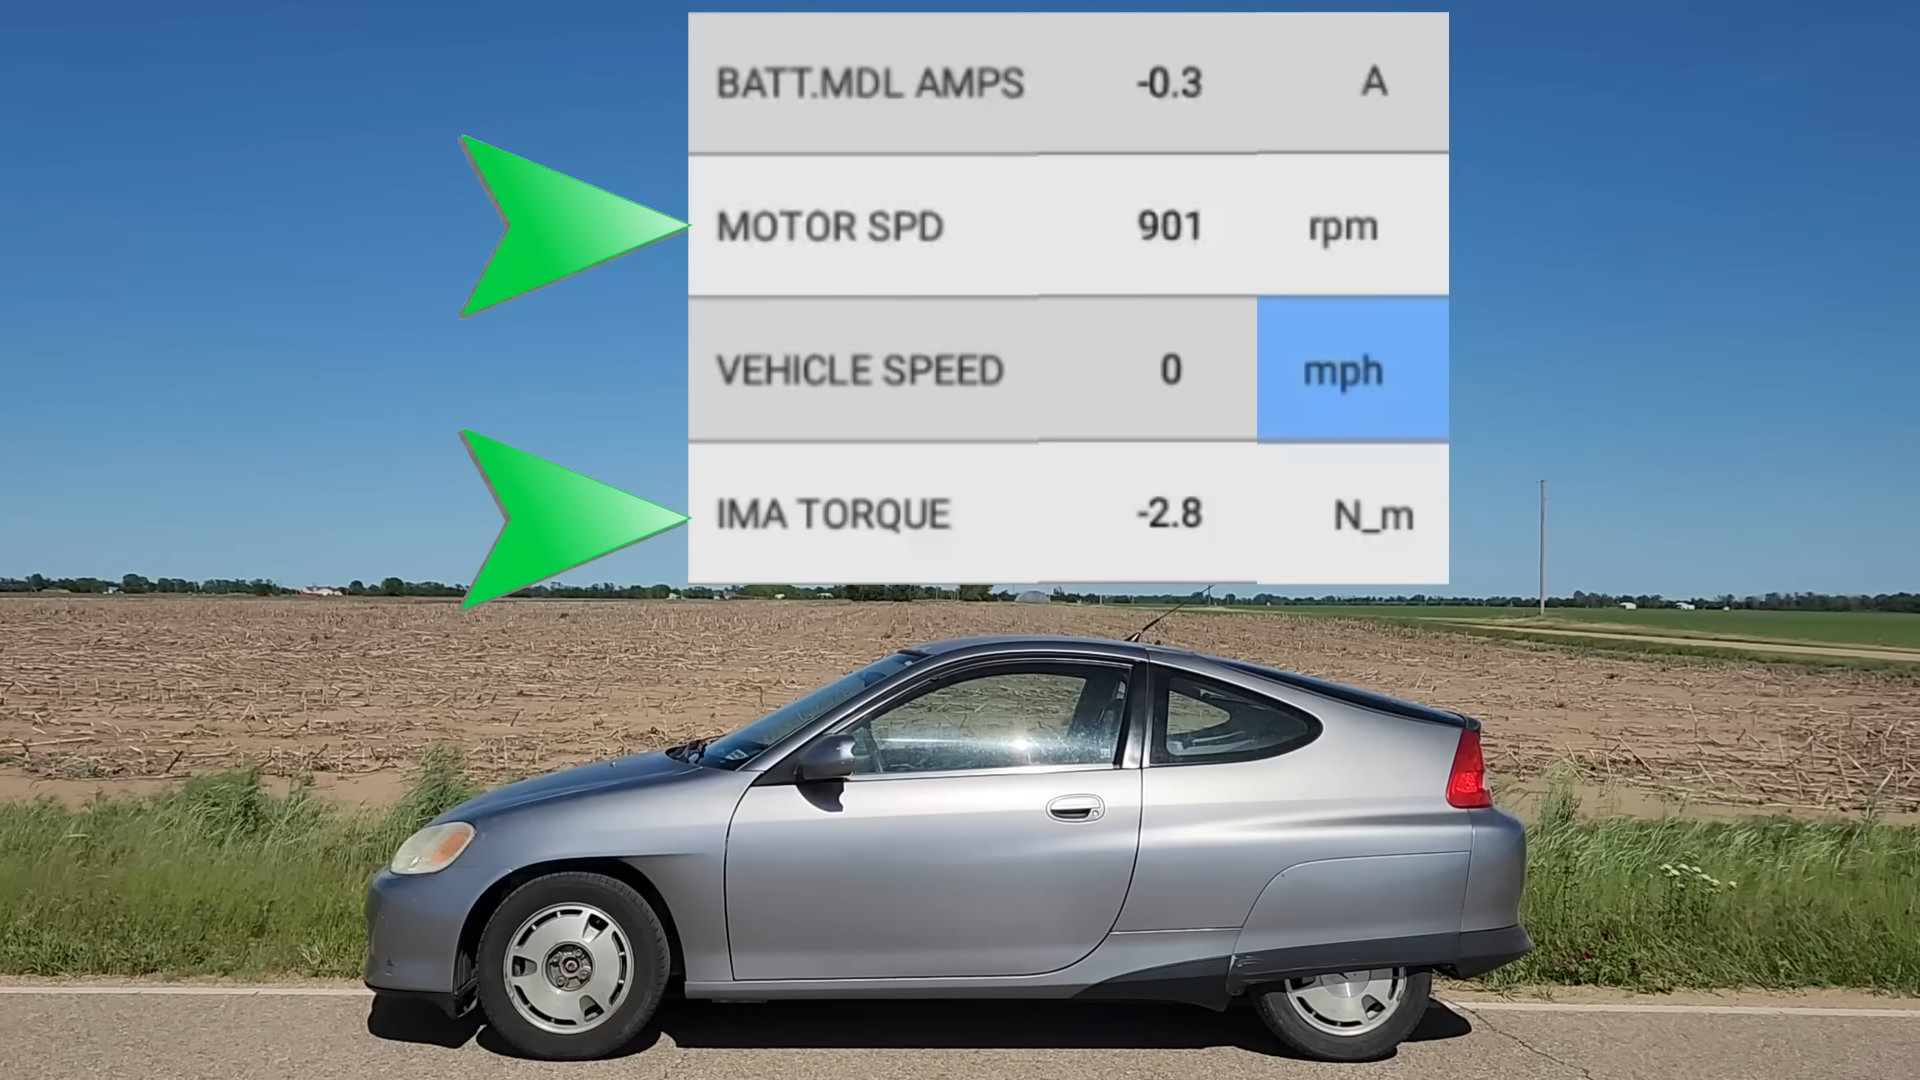 BATT.MDL AMPS -0.3 A
MOTOR SPD 901 rpm
VEHICLE SPEED 0 mph
IMA TORQUE -2.8 N_m